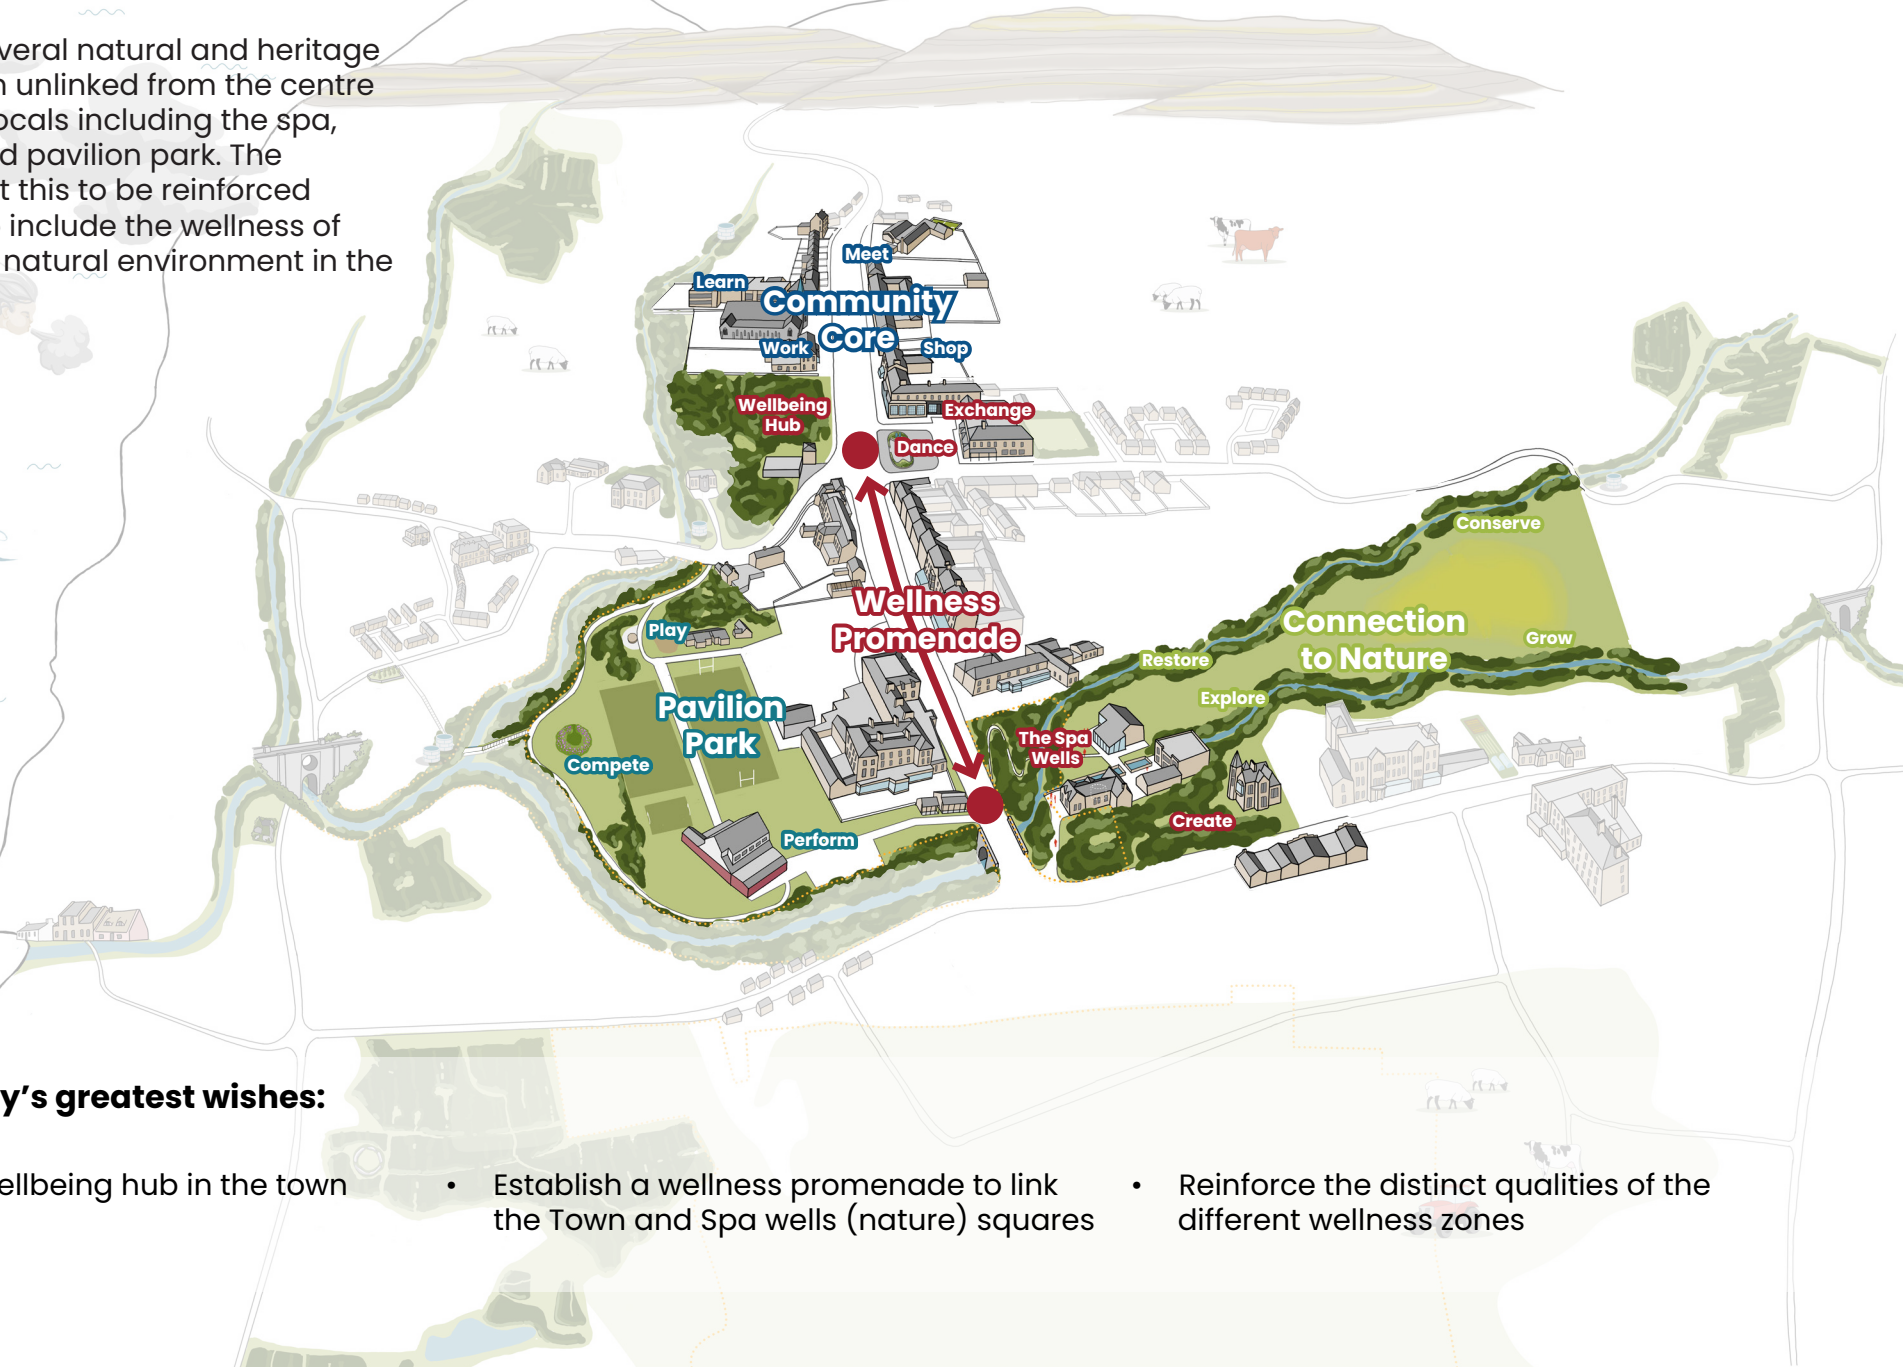 veral natural and heritage
unlinked from the centre
ocals including the spa,
d pavilion park. The
t this to be reinforced
include the wellness of
natural environment in the
Meet
Learn
Community
Core
Work
Shop
Wellbeing
Hub
Exchange
Dance
Conserve
Wellness
Promenade
Connection
to Nature
Grow
Restore
Explore
Play
Pavilion
Park
Compete
The Spa
Wells
Create
Perform
y's greatest wishes:
ellbeing hub in the town
• Establish a wellness promenade to link
the Town and Spa wells (nature) squares
• Reinforce the distinct qualities of the
different wellness zones